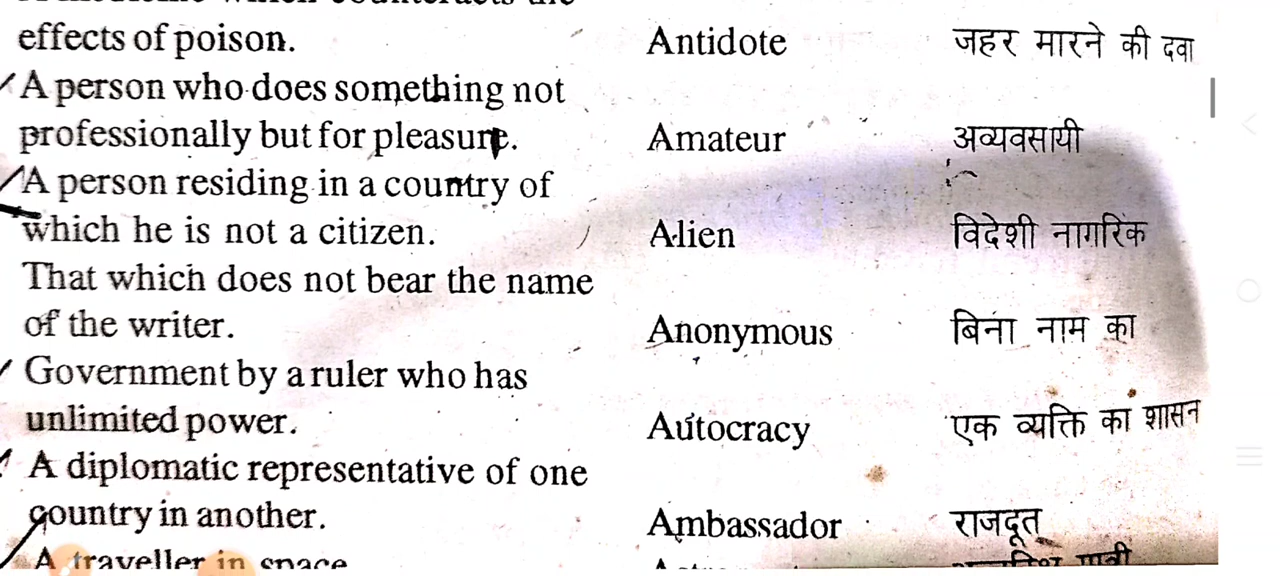 effects of poison. Antidote जहर मारने की दवा
A person who does something not
professionally but for pleasure. Amateur अव्यवसायी
A person residing in a country of
which he is not a citizen. Alien विदेशी नागरिक
That which does not bear the name
of the writer. Anonymous बिना नाम का
Government by a ruler who has
unlimited power. Autocracy एक व्यक्ति का शासन
A diplomatic representative of one
country in another. Ambassador राजदूत
A traveller in space